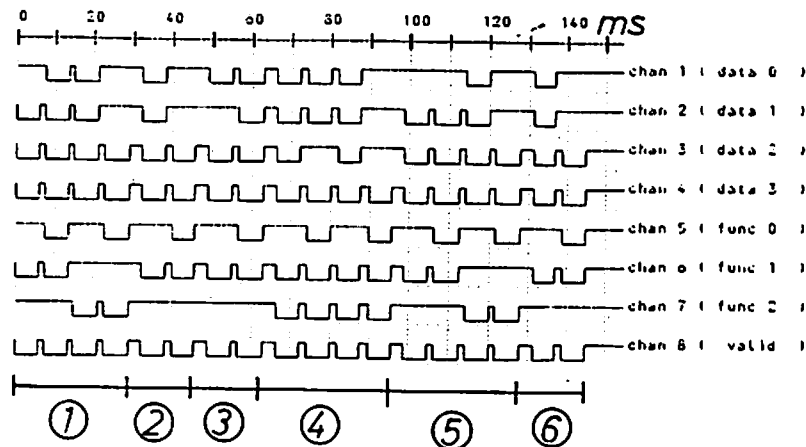 0 20 40 60 80 100 120 140 ms
chan 1 ( data 0 )
chan 2 ( data 1 )
chan 3 ( data 2 )
chan 4 ( data 3 )
chan 5 ( func 0 )
chan 6 ( func 1 )
chan 7 ( func 2 )
chan 8 ( valid )
① ② ③ ④ ⑤ ⑥